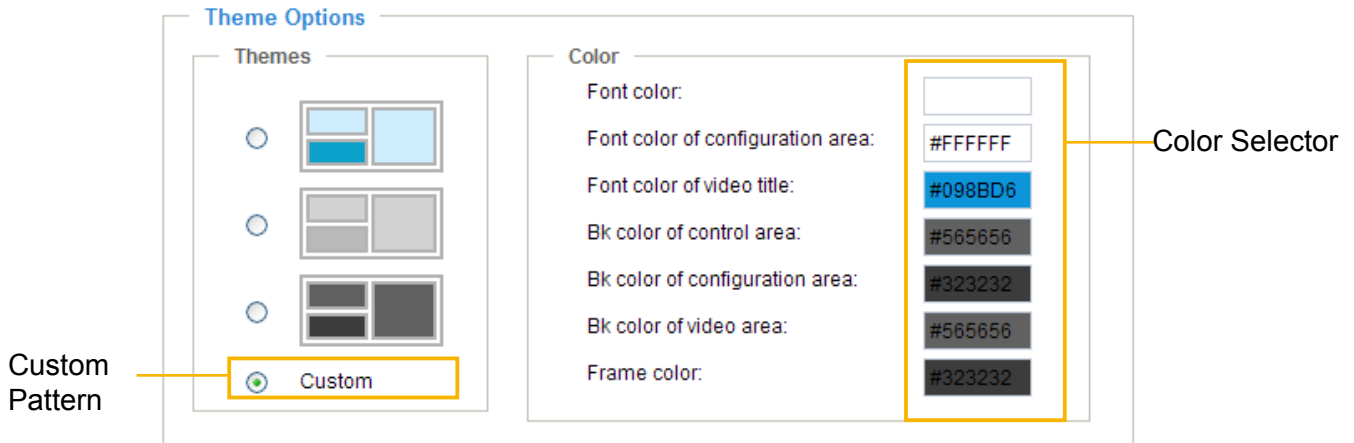 Theme Options
Themes
Custom
Color
Font color:
Font color of configuration area: #FFFFFF
Font color of video title: #098BD6
Bk color of control area: #565656
Bk color of configuration area: #323232
Bk color of video area: #565656
Frame color: #323232
Color Selector
Custom
Pattern